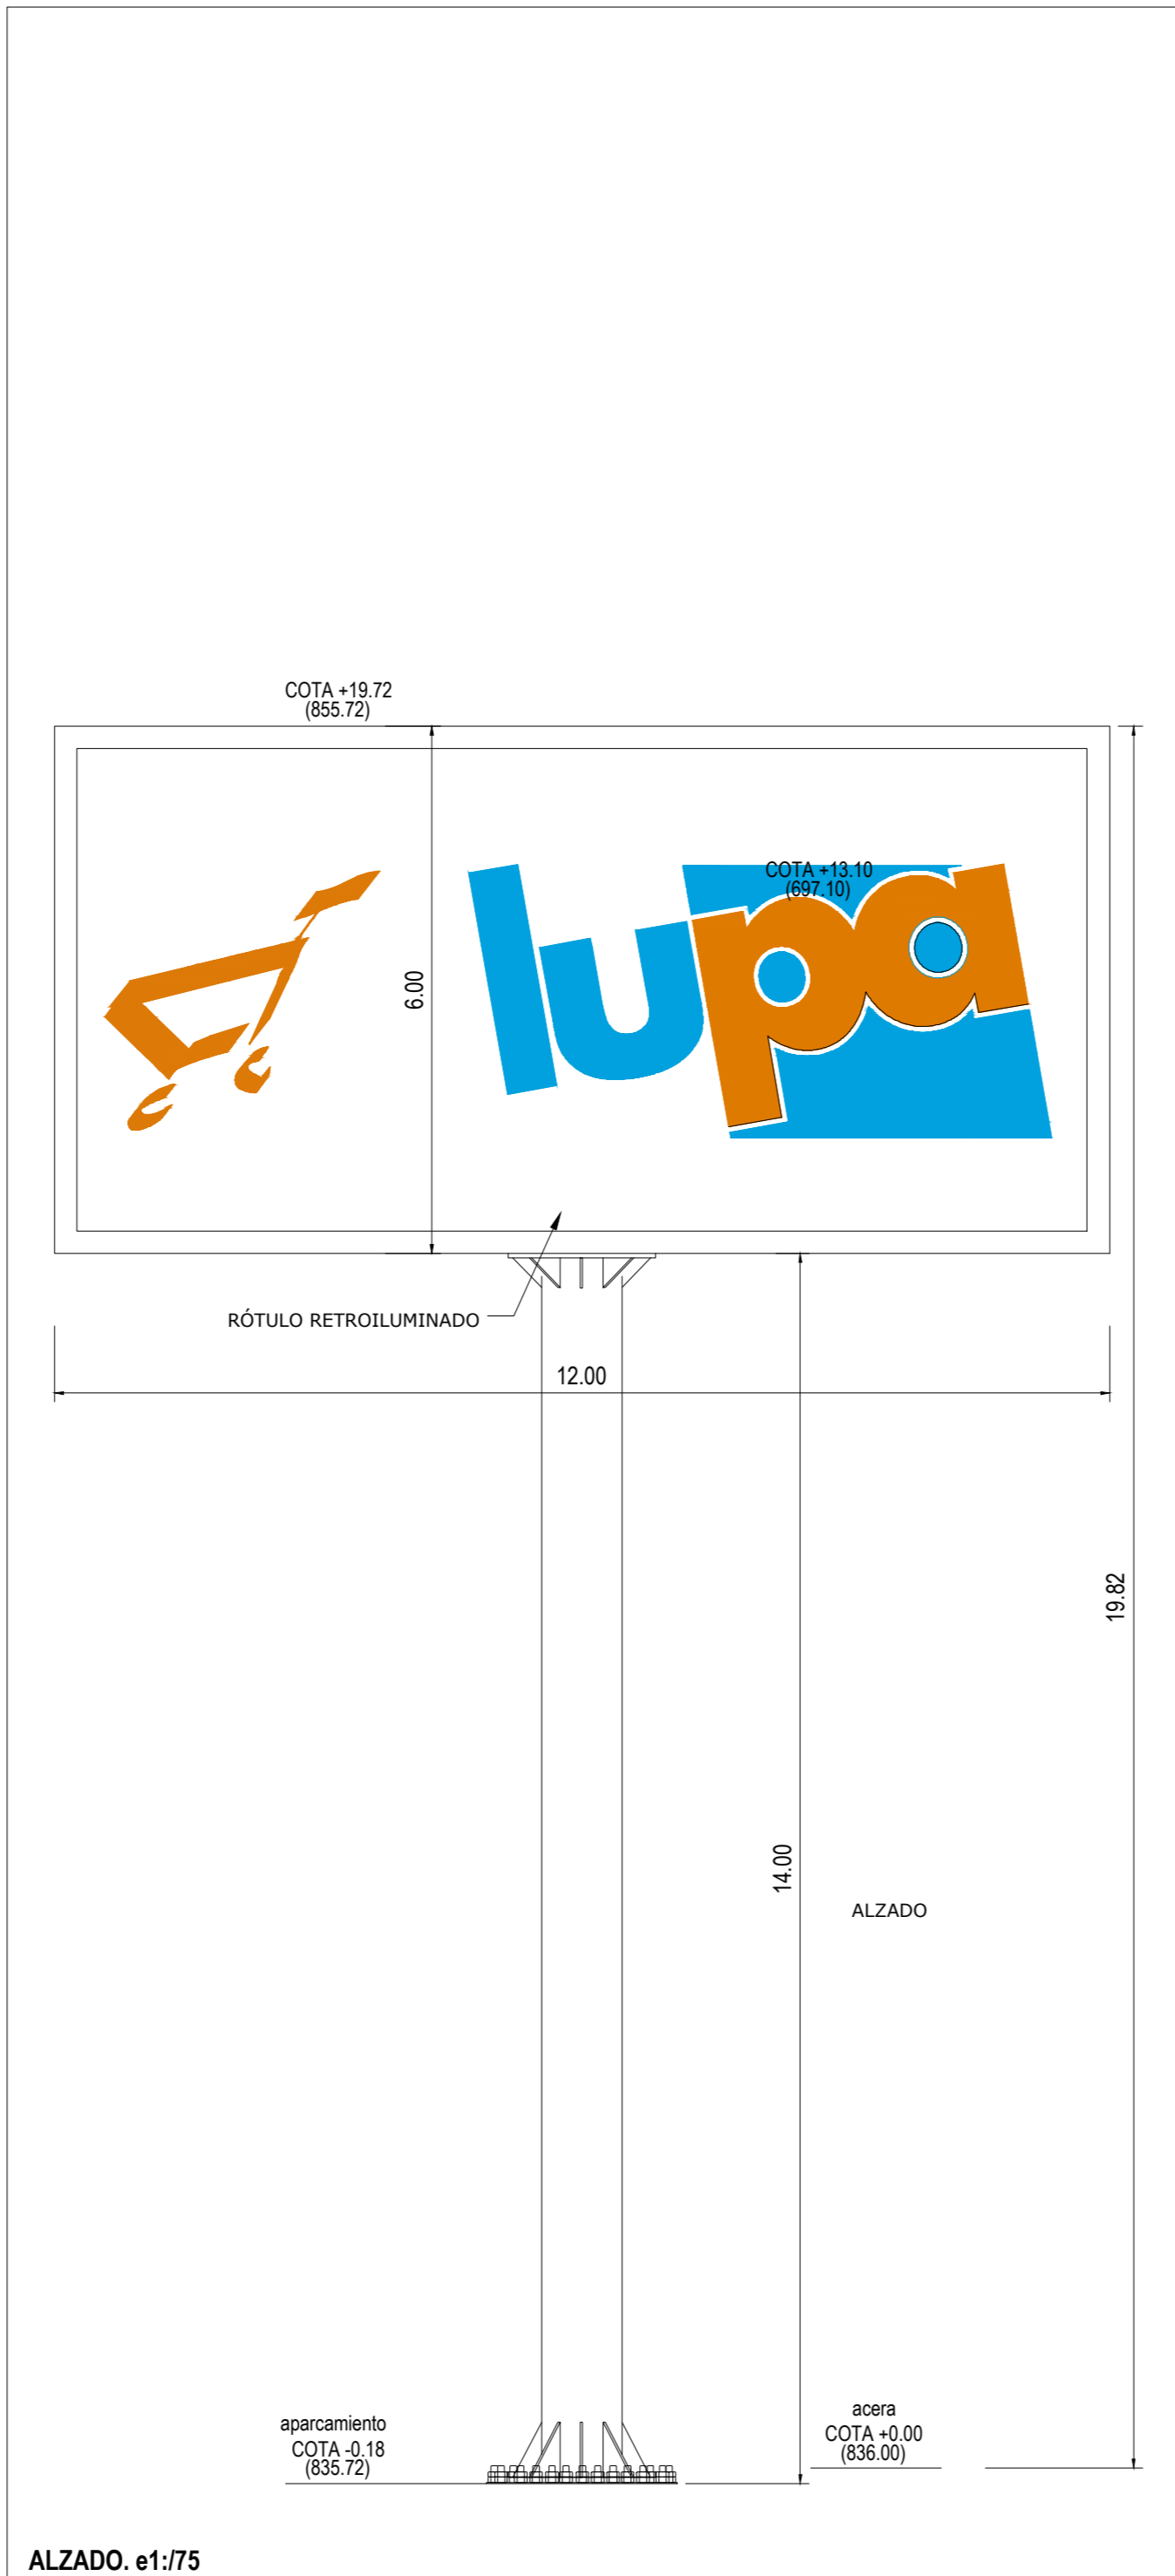 COTA +19.72
(855.72)
COTA +13.10
(697.10)
lupa
6.00
RÓTULO RETROILUMINADO
12.00
19.82
14.00
ALZADO
aparcamiento
COTA -0.18
(835.72)
acera
COTA +0.00
(836.00)
ALZADO. e1:/75